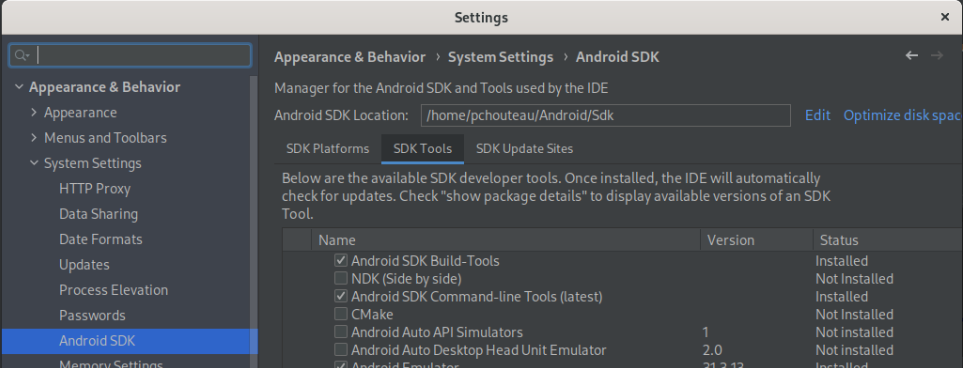 Settings
Appearance & Behavior › System Settings › Android SDK
Appearance & Behavior
Manager for the Android SDK and Tools used by the IDE
Appearance
Android SDK Location: /home/pchouteau/Android/Sdk Edit Optimize disk spac
Menus and Toolbars
SDK Platforms SDK Tools SDK Update Sites
System Settings
HTTP Proxy
Data Sharing
Date Formats
Updates
Process Elevation
Passwords
Android SDK
Memory Settings
Below are the available SDK developer tools. Once installed, the IDE will automatically
check for updates. Check "show package details" to display available versions of an SDK
Tool.
Name Version Status
Android SDK Build-Tools Installed
NDK (Side by side) Not Installed
Android SDK Command-line Tools (latest) Installed
CMake Not Installed
Android Auto API Simulators 1 Not installed
Android Auto Desktop Head Unit Emulator 2.0 Not installed
Android Emulator 31.3.13 Installed